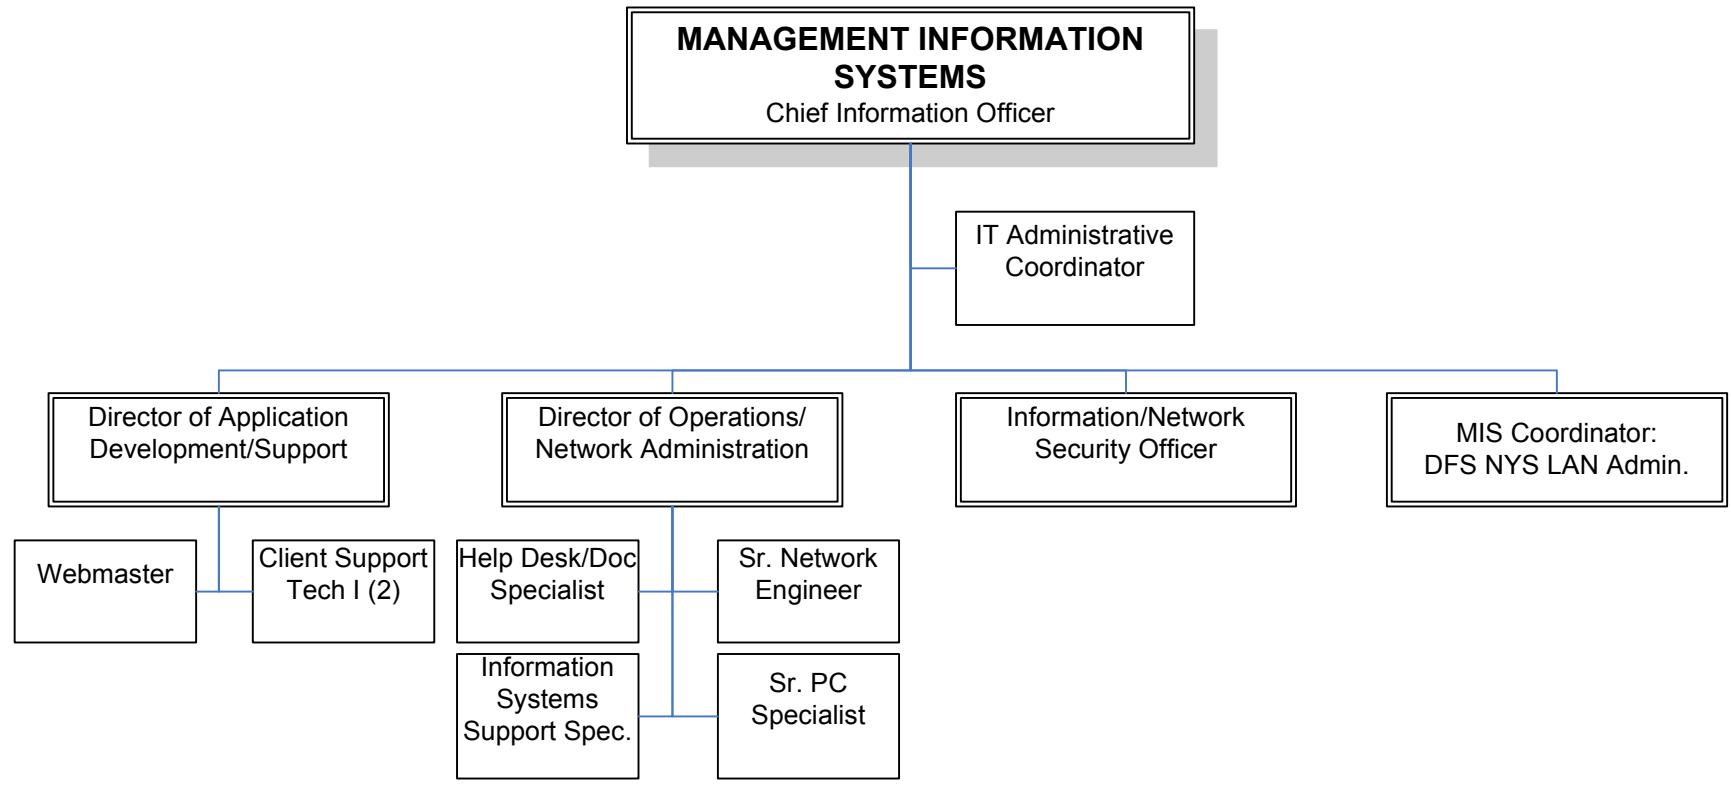 MANAGEMENT INFORMATION
SYSTEMS
Chief Information Officer
IT Administrative
Coordinator
Director of Application
Development/Support
Director of Operations/
Network Administration
Information/Network
Security Officer
MIS Coordinator:
DFS NYS LAN Admin.
Webmaster
Client Support
Tech I (2)
Help Desk/Doc
Specialist
Sr. Network
Engineer
Information
Systems
Support Spec.
Sr. PC
Specialist